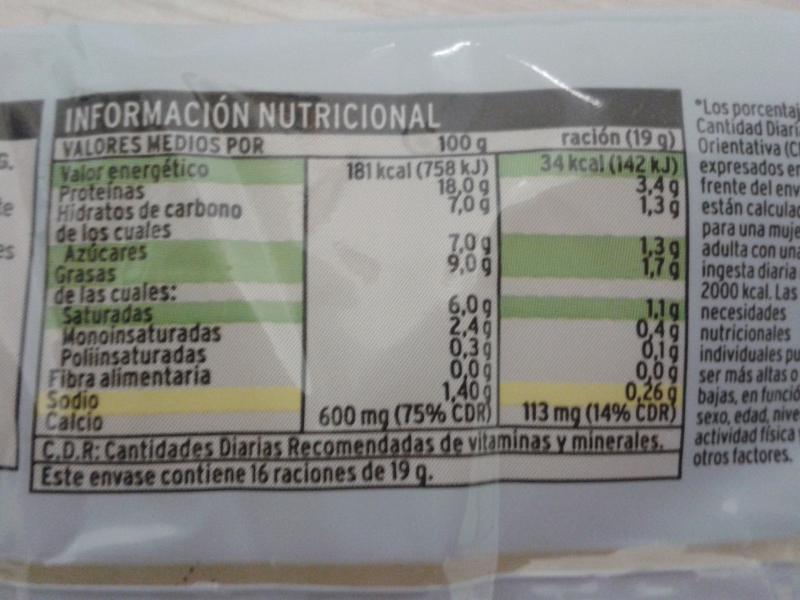 INFORMACIÓN NUTRICIONAL
VALORES MEDIOS POR 100 g ración (19 g)
Valor energético 181 kcal (758 kJ) 34 kcal (142 kJ)
Proteínas 18,0 g 3,4 g
Hidratos de carbono 7,0 g 1,3 g
de los cuales
Azúcares 7,0 g 1,3 g
Grasas 9,0 g 1,7 g
de las cuales:
Saturadas 6,0 g 1,1 g
Monoinsaturadas 2,4 g 0,4 g
Poliinsaturadas 0,3 g 0,1 g
Fibra alimentaria 0,0 g 0,0 g
Sodio 1,40 g 0,26 g
Calcio 600 mg (75% CDR) 113 mg (14% CDR)
C.D.R: Cantidades Diarias Recomendadas de vitaminas y minerales.
Este envase contiene 16 raciones de 19 g.
*Los porcentaj
Cantidad Diari
Orientativa (C
expresados en
frente del env
están calculad
para una muje
adulta con una
ingesta diaria
2000 kcal. Las
necesidades
nutricionales
individuales pu
ser más altas o
bajas, en funció
sexo, edad, nive
actividad física
otros factores.